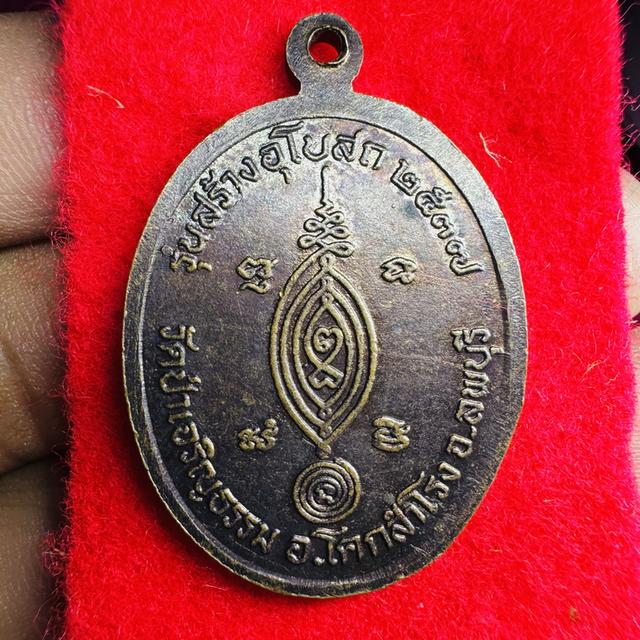 รุ่นสร้างอุโบสถ ๒๕๓๗
วัดป่าเจริญธรรม อ.โคกสำโรง จ.ลพบุรี